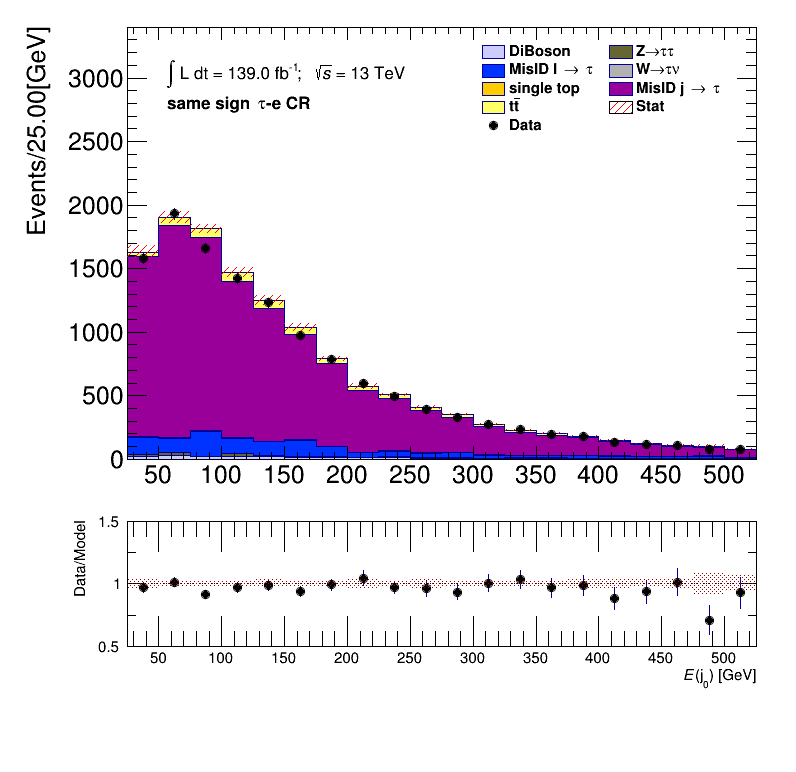 Events/25.00[GeV]
3000
2500
2000
1500
1000
500
0
∫ L dt = 139.0 fb⁻¹; √s = 13 TeV
same sign τ-e CR
DiBoson
MisID l → τ
single top
tt̄
Data
Z→ττ
W→τν
MisID j → τ
Stat
50 100 150 200 250 300 350 400 450 500
Data/Model
1.5
1
0.5
50 100 150 200 250 300 350 400 450 500
E(j₀) [GeV]